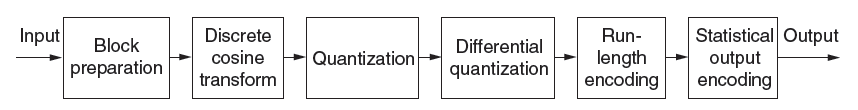 Input
Block
preparation
Discrete
cosine
transform
Quantization
Differential
quantization
Run-
length
encoding
Statistical
output
encoding
Output